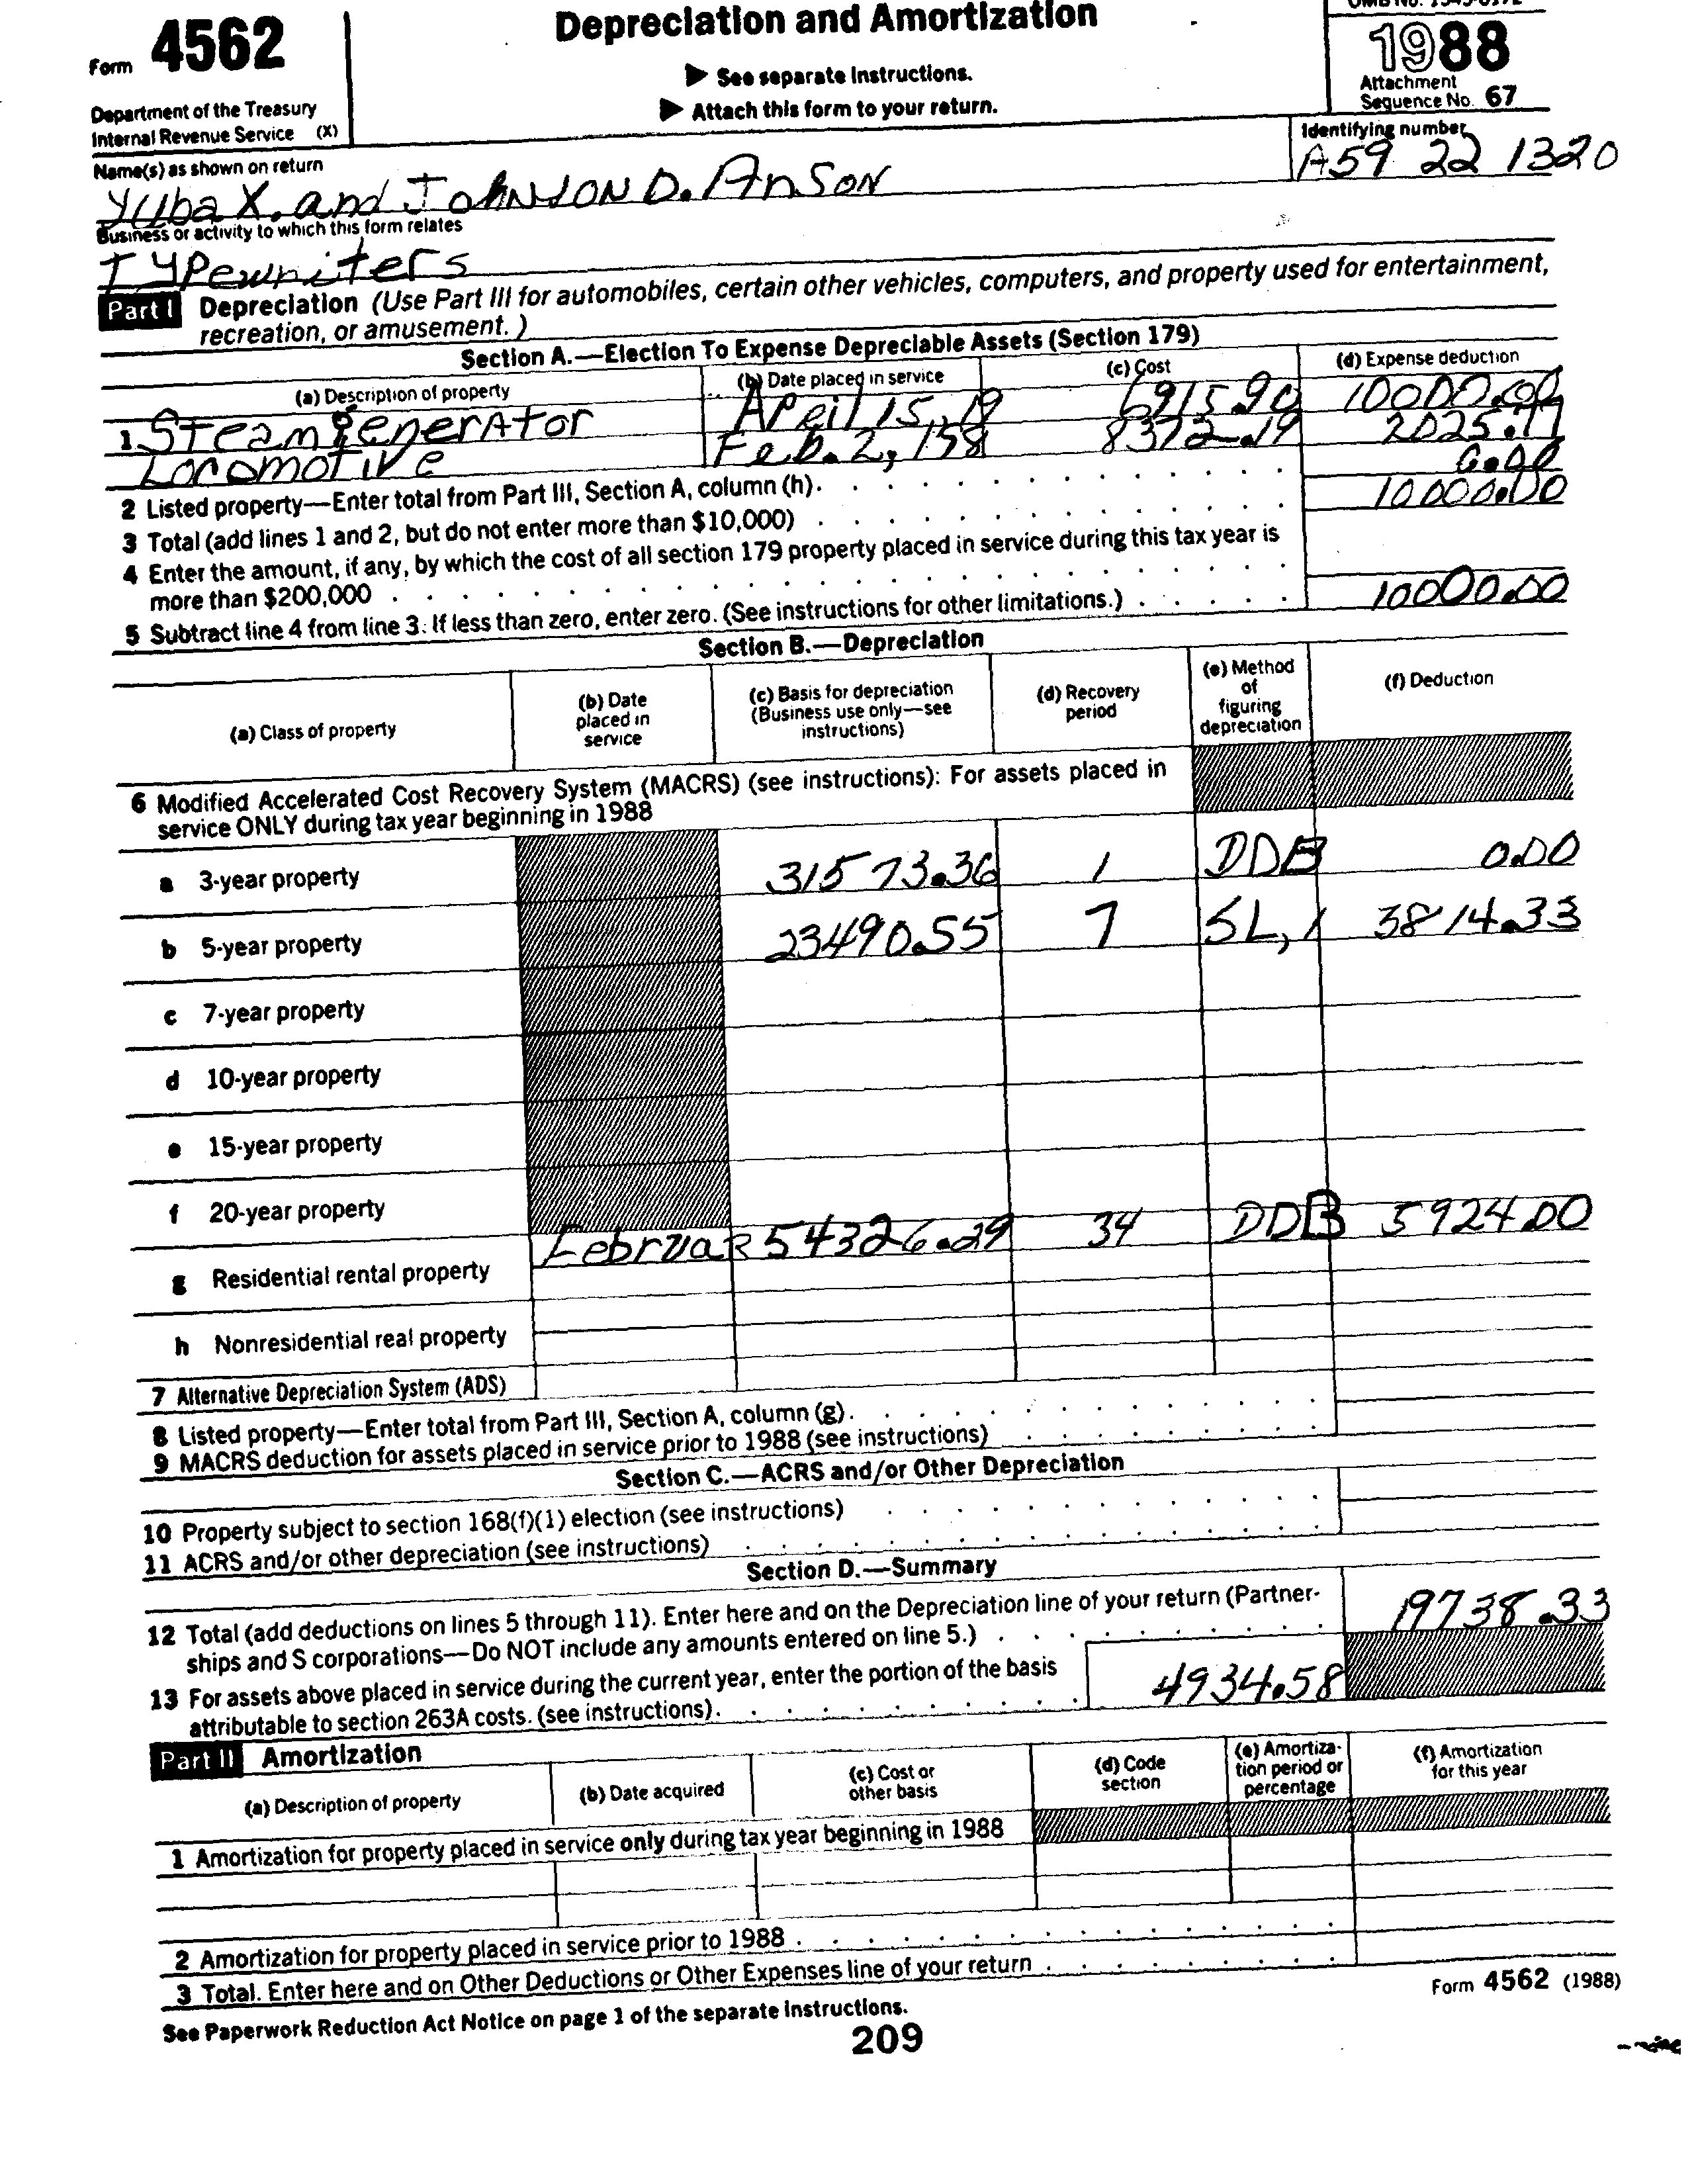 Form 4562
Department of the Treasury
Internal Revenue Service (X)
Depreciation and Amortization
▶ See separate Instructions.
▶ Attach this form to your return.
1988
Attachment
Sequence No. 67
Name(s) as shown on return
Yuba X. and JOHNSON D. AnSON
Identifying number
A59 22 1320
Business or activity to which this form relates
TYPewriters
Part I Depreciation (Use Part III for automobiles, certain other vehicles, computers, and property used for entertainment,
recreation, or amusement.)
Section A.—Election To Expense Depreciable Assets (Section 179)
(a) Description of property (b) Date placed in service (c) Cost (d) Expense deduction
1 Steam generator April 15, 19 6915.90 10000.00
Locomotive Feb. 2, 198 8372.19 2025.77
2 Listed property—Enter total from Part III, Section A, column (h). 0.00
3 Total (add lines 1 and 2, but do not enter more than $10,000) 10000.00
4 Enter the amount, if any, by which the cost of all section 179 property placed in service during this tax year is
more than $200,000
5 Subtract line 4 from line 3. If less than zero, enter zero. (See instructions for other limitations.) 10000.00
Section B.—Depreciation
(a) Class of property (b) Date placed in service (c) Basis for depreciation (Business use only—see instructions) (d) Recovery period (e) Method of figuring depreciation (f) Deduction
6 Modified Accelerated Cost Recovery System (MACRS) (see instructions): For assets placed in
service ONLY during tax year beginning in 1988
a 3-year property 31573.36 1 DDB 0.00
b 5-year property 23490.55 7 SL, 1 3814.33
c 7-year property
d 10-year property
e 15-year property
f 20-year property
g Residential rental property Februar 54326.29 34 DDB 5924.00
h Nonresidential real property
7 Alternative Depreciation System (ADS)
8 Listed property—Enter total from Part III, Section A, column (g).
9 MACRS deduction for assets placed in service prior to 1988 (see instructions)
Section C.—ACRS and/or Other Depreciation
10 Property subject to section 168(f)(1) election (see instructions)
11 ACRS and/or other depreciation (see instructions)
Section D.—Summary
12 Total (add deductions on lines 5 through 11). Enter here and on the Depreciation line of your return (Partner-
ships and S corporations—Do NOT include any amounts entered on line 5.) 19738.33
13 For assets above placed in service during the current year, enter the portion of the basis
attributable to section 263A costs. (see instructions). 4934.58
Part II Amortization
(a) Description of property (b) Date acquired (c) Cost or other basis (d) Code section (e) Amortiza-tion period or percentage (f) Amortization for this year
1 Amortization for property placed in service only during tax year beginning in 1988
2 Amortization for property placed in service prior to 1988
3 Total. Enter here and on Other Deductions or Other Expenses line of your return
See Paperwork Reduction Act Notice on page 1 of the separate Instructions.
Form 4562 (1988)
209